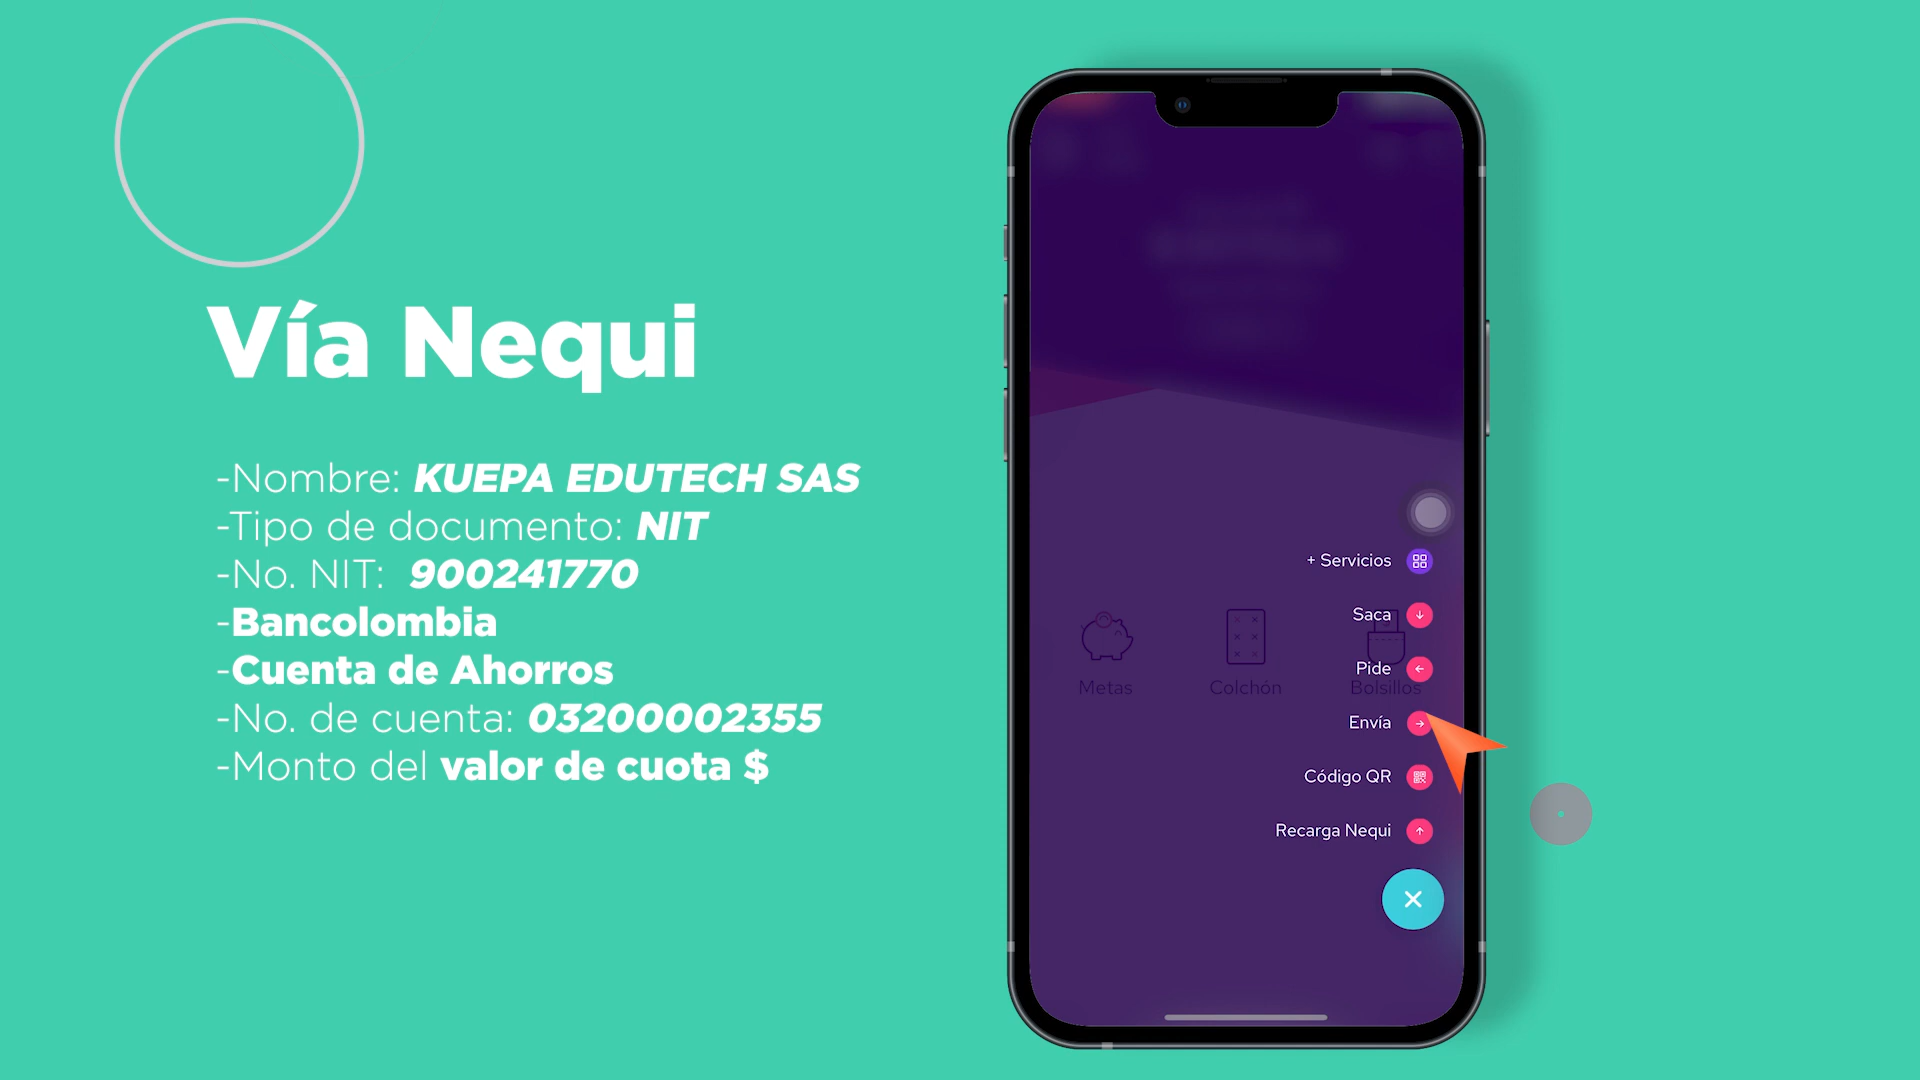 Vía Nequi
-Nombre: KUEPA EDUTECH SAS
-Tipo de documento: NIT
-No. NIT: 900241770
-Bancolombia
-Cuenta de Ahorros
-No. de cuenta: 03200002355
-Monto del valor de cuota $
+ Servicios
Saca
Pide
Metas
Colchón
Bolsillos
Envía
Código QR
Recarga Nequi